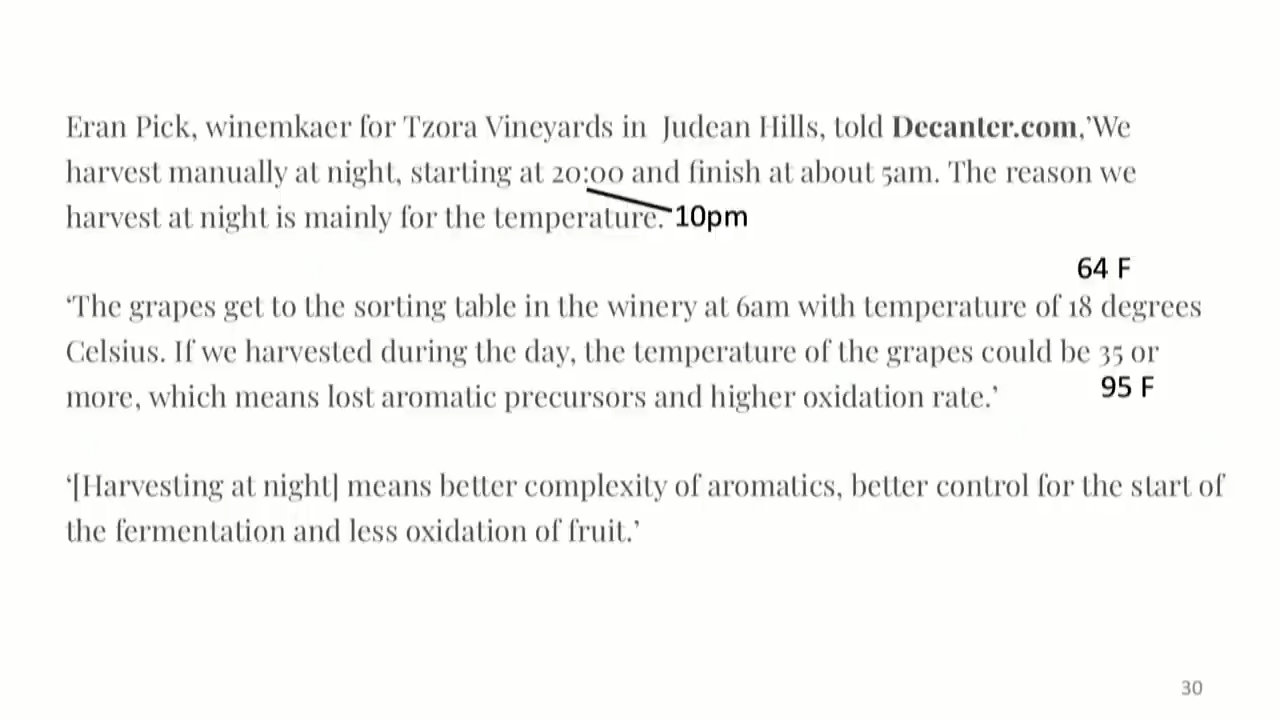 Eran Pick, winemkaer for Tzora Vineyards in Judean Hills, told Decanter.com,’We
harvest manually at night, starting at 20:00 and finish at about 5am. The reason we
harvest at night is mainly for the temperature. 10pm
64 F
‘The grapes get to the sorting table in the winery at 6am with temperature of 18 degrees
Celsius. If we harvested during the day, the temperature of the grapes could be 35 or
95 F
more, which means lost aromatic precursors and higher oxidation rate.’
‘[Harvesting at night] means better complexity of aromatics, better control for the start of
the fermentation and less oxidation of fruit.’
30